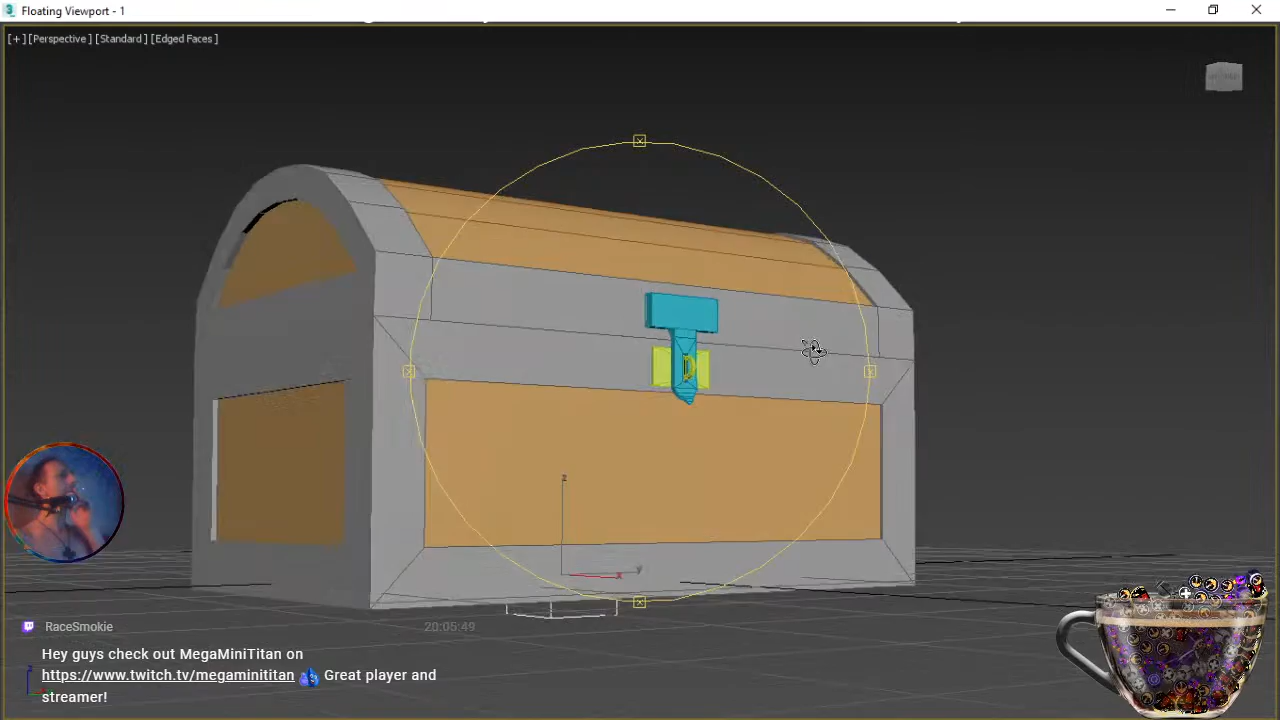 Floating Viewport - 1
[+] [Perspective] [Standard] [Edged Faces]
z
x
y
RaceSmokie
20:05:49
Hey guys check out MegaMiniTitan on
https://www.twitch.tv/megaminititan Great player and
streamer!